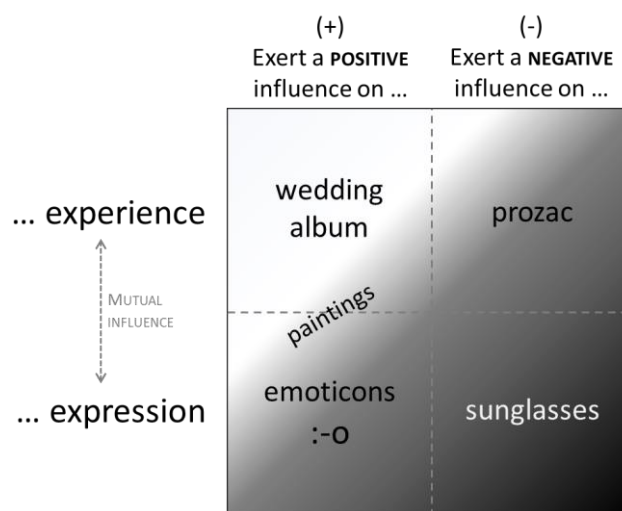 (+)
Exert a POSITIVE
influence on ...
(-)
Exert a NEGATIVE
influence on ...
... experience
wedding
album
prozac
MUTUAL
INFLUENCE
paintings
... expression
emoticons
:-o
sunglasses